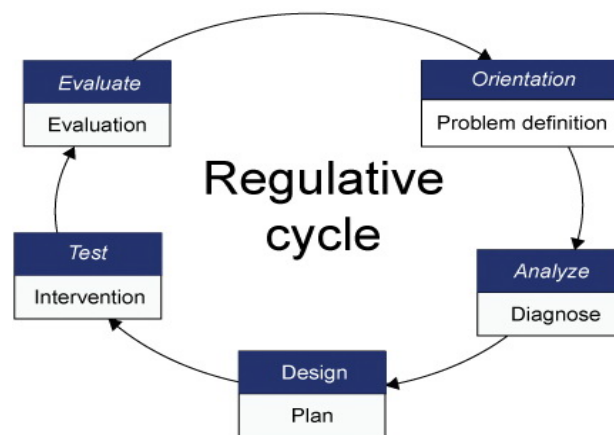 Evaluate
Evaluation
Orientation
Problem definition
Regulative
cycle
Test
Intervention
Analyze
Diagnose
Design
Plan